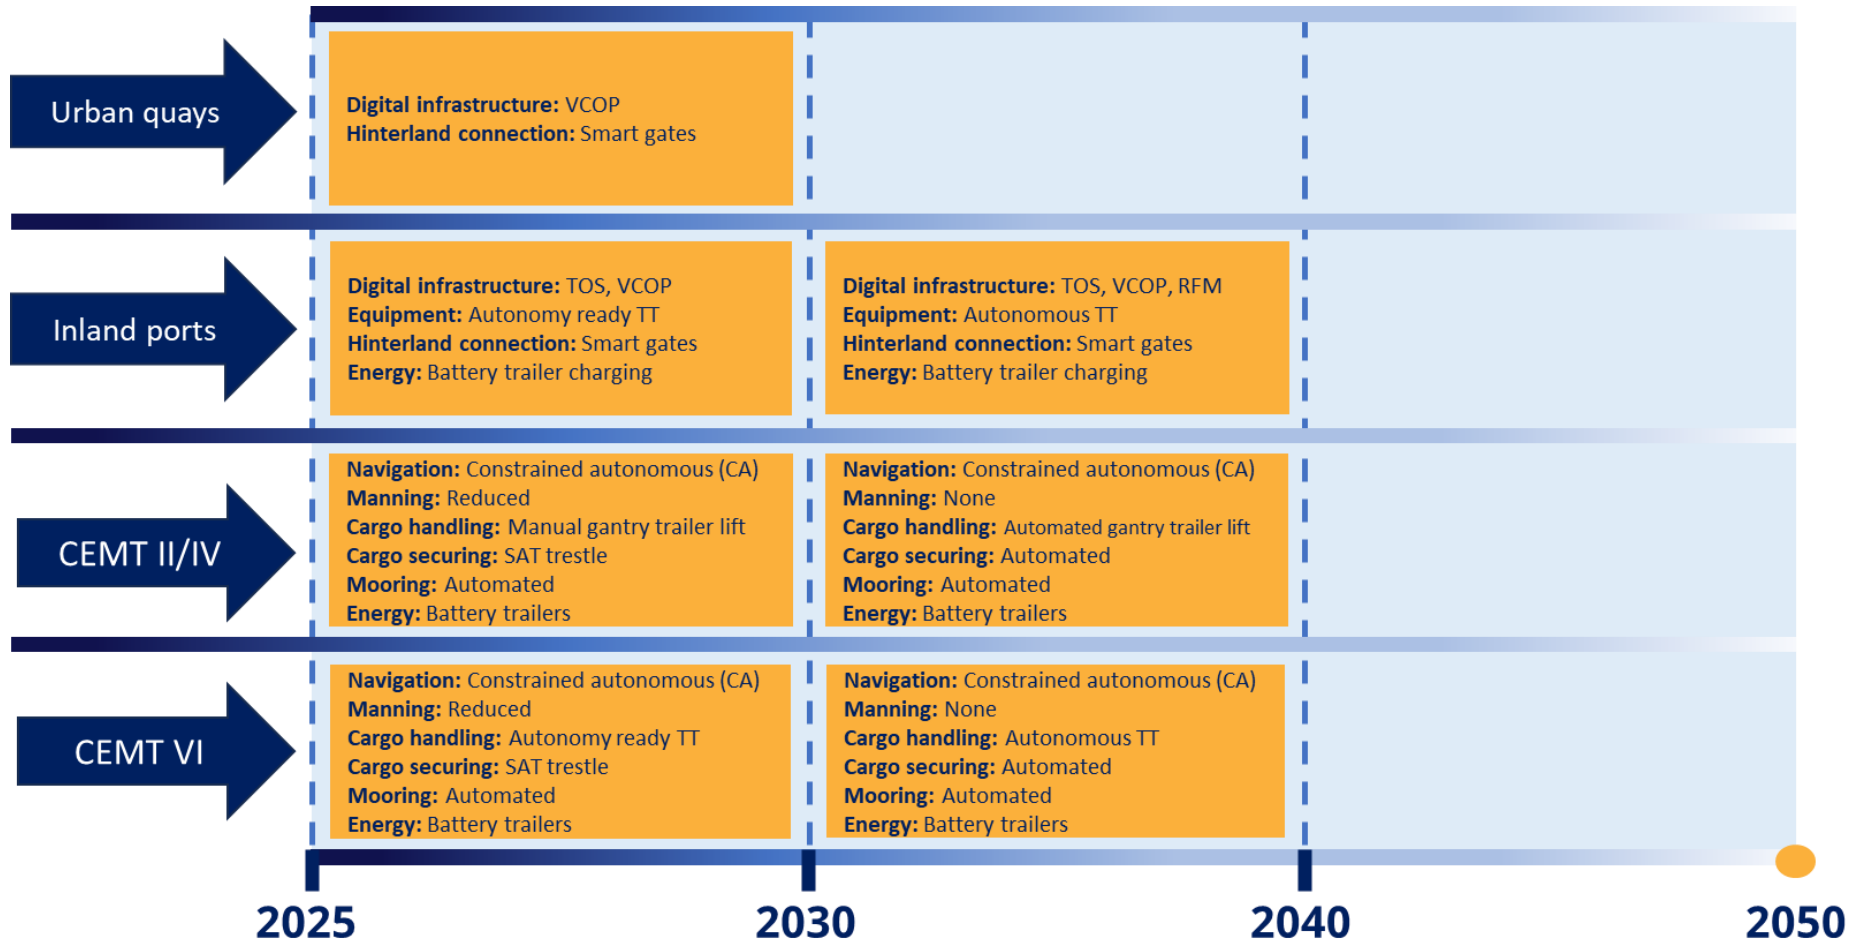 Urban quays
Digital infrastructure: VCOP
Hinterland connection: Smart gates
Inland ports
Digital infrastructure: TOS, VCOP
Equipment: Autonomy ready TT
Hinterland connection: Smart gates
Energy: Battery trailer charging
Digital infrastructure: TOS, VCOP, RFM
Equipment: Autonomous TT
Hinterland connection: Smart gates
Energy: Battery trailer charging
CEMT II/IV
Navigation: Constrained autonomous (CA)
Manning: Reduced
Cargo handling: Manual gantry trailer lift
Cargo securing: SAT trestle
Mooring: Automated
Energy: Battery trailers
Navigation: Constrained autonomous (CA)
Manning: None
Cargo handling: Automated gantry trailer lift
Cargo securing: Automated
Mooring: Automated
Energy: Battery trailers
CEMT VI
Navigation: Constrained autonomous (CA)
Manning: Reduced
Cargo handling: Autonomy ready TT
Cargo securing: SAT trestle
Mooring: Automated
Energy: Battery trailers
Navigation: Constrained autonomous (CA)
Manning: None
Cargo handling: Autonomous TT
Cargo securing: Automated
Mooring: Automated
Energy: Battery trailers
2025
2030
2040
2050